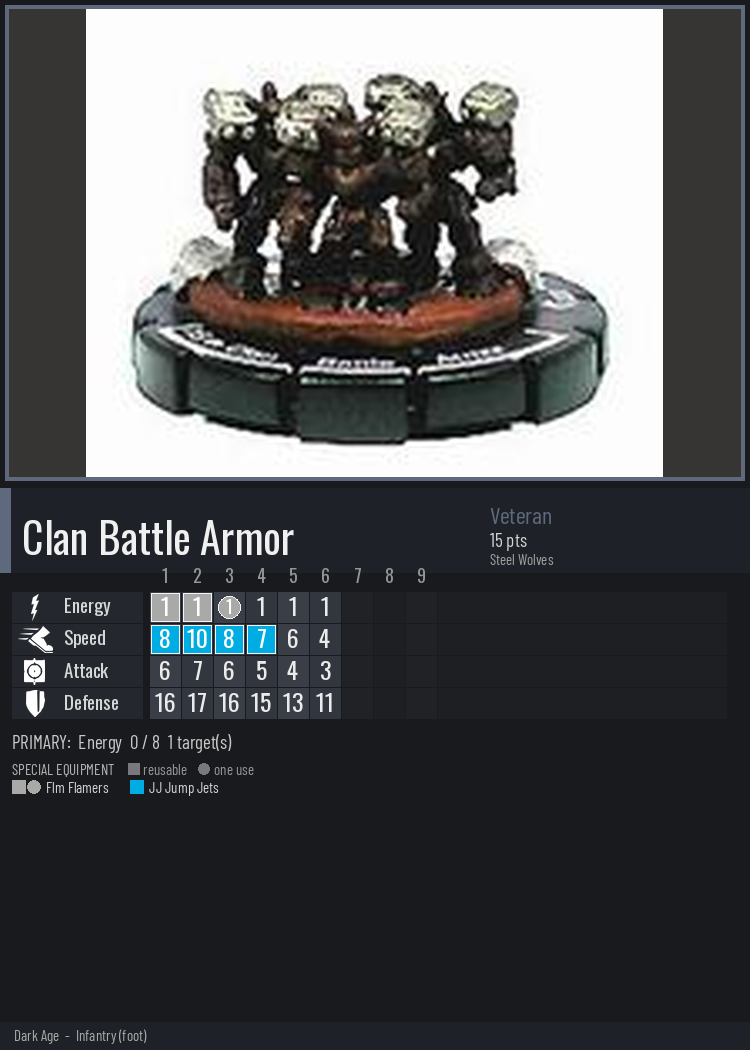 Clan Battle Armor
Veteran
15 pts
Steel Wolves
1 2 3 4 5 6 7 8 9
Energy 1 1 1 1 1 1
Speed 8 10 8 7 6 4
Attack 6 7 6 5 4 3
Defense 16 17 16 15 13 11
PRIMARY: Energy 0 / 8 1 target(s)
SPECIAL EQUIPMENT reusable one use
Flm Flamers JJ Jump Jets
Dark Age - Infantry (foot)